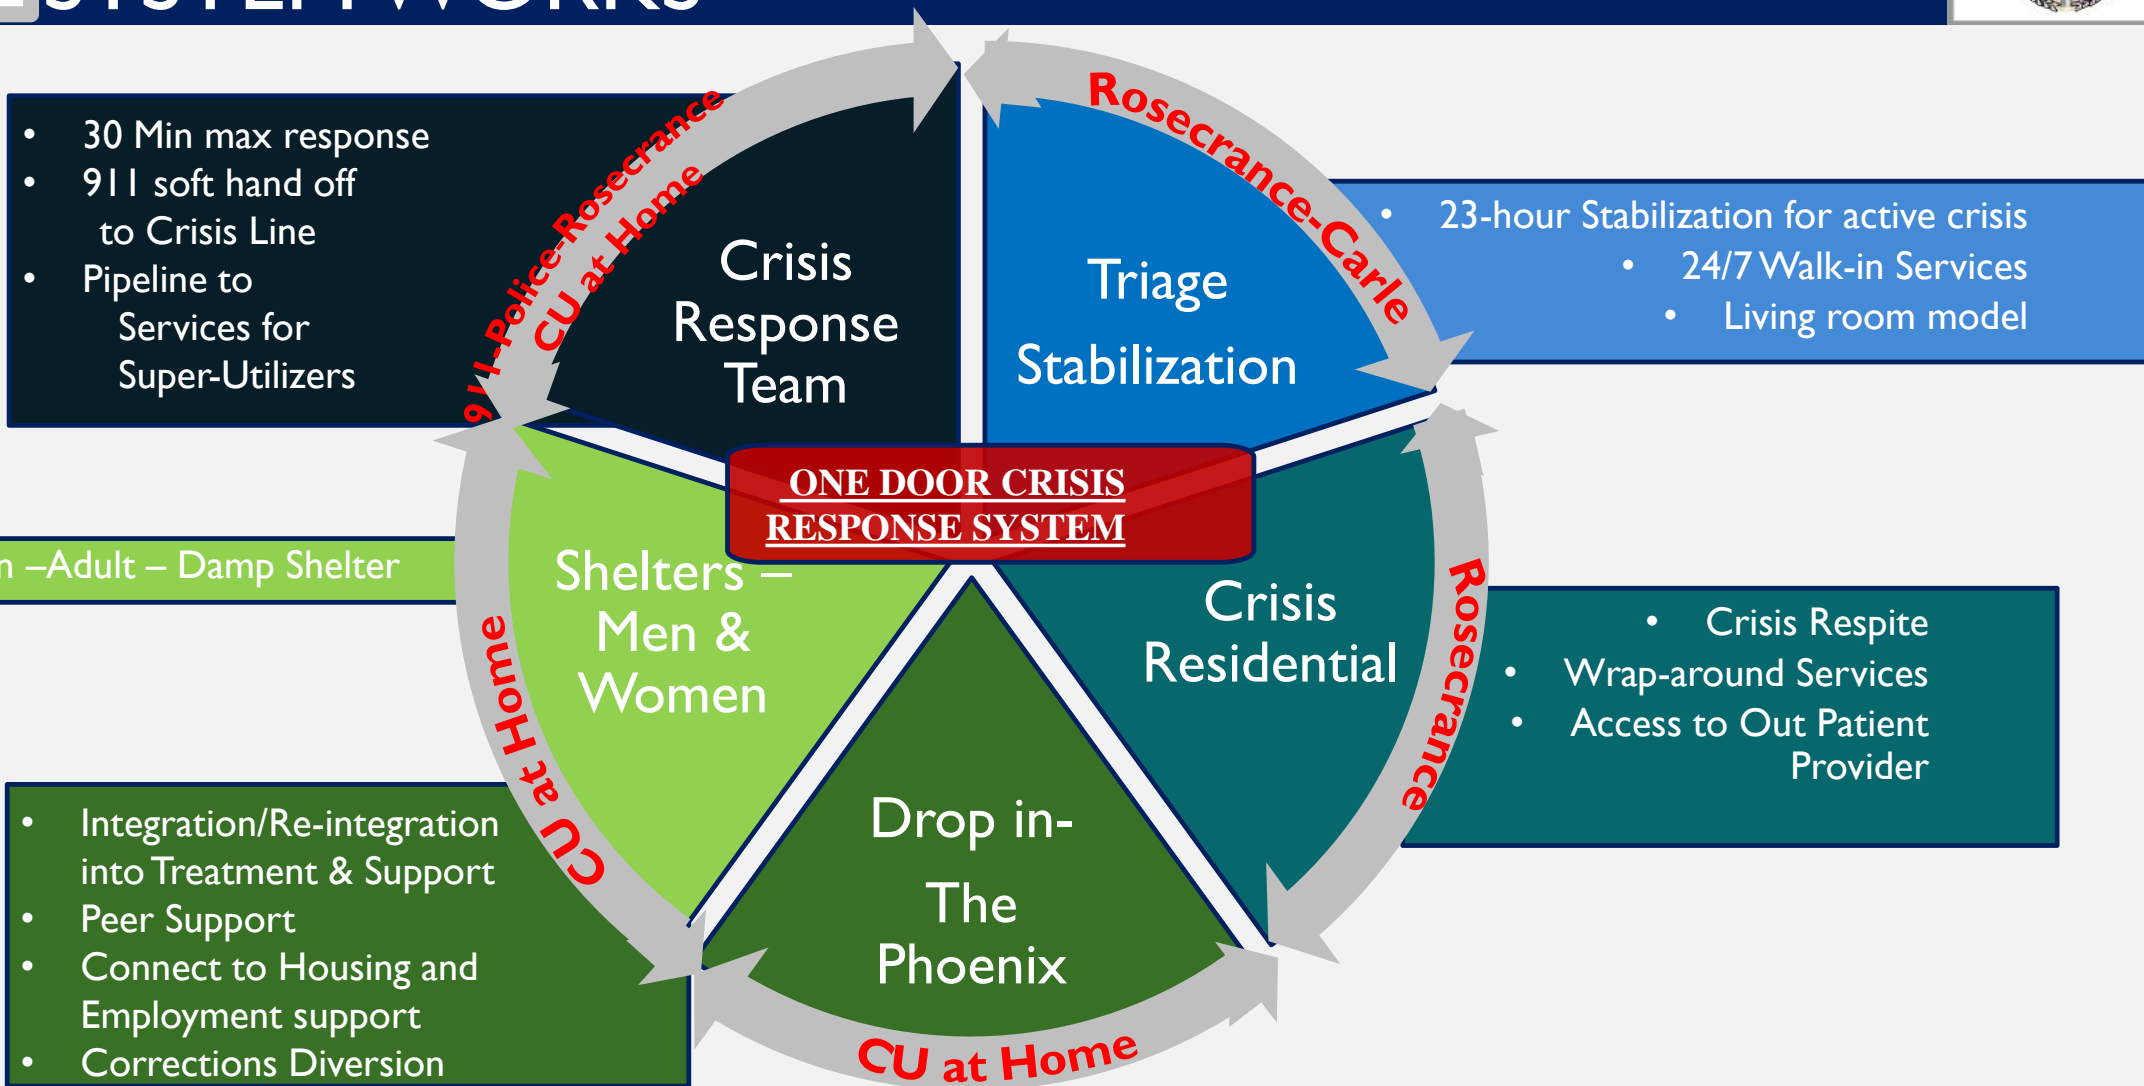 SYSTEM WORKS
• 30 Min max response
• 911 soft hand off
to Crisis Line
• Pipeline to
Services for
Super-Utilizers
911-Police-Rosecrance
CU at Home
Crisis
Response
Team
Rosecrance-Carle
Triage
Stabilization
• 23-hour Stabilization for active crisis
• 24/7 Walk-in Services
• Living room model
ONE DOOR CRISIS
RESPONSE SYSTEM
–Adult – Damp Shelter
Shelters –
Men &
Women
CU at Home
Crisis
Residential
Rosecrance
• Crisis Respite
• Wrap-around Services
• Access to Out Patient
Provider
Drop in-
The
Phoenix
CU at Home
• Integration/Re-integration
into Treatment & Support
• Peer Support
• Connect to Housing and
Employment support
• Corrections Diversion